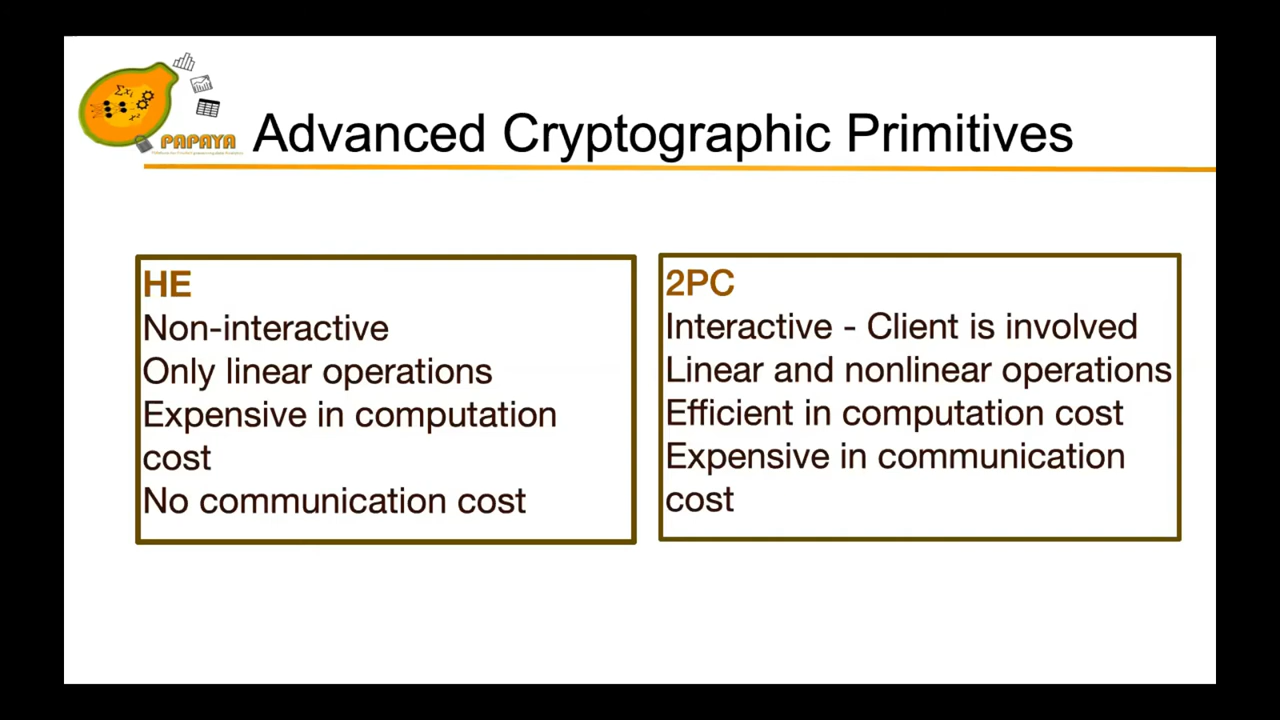 PAPAYA
Advanced Cryptographic Primitives
HE
Non-interactive
Only linear operations
Expensive in computation
cost
No communication cost
2PC
Interactive - Client is involved
Linear and nonlinear operations
Efficient in computation cost
Expensive in communication
cost